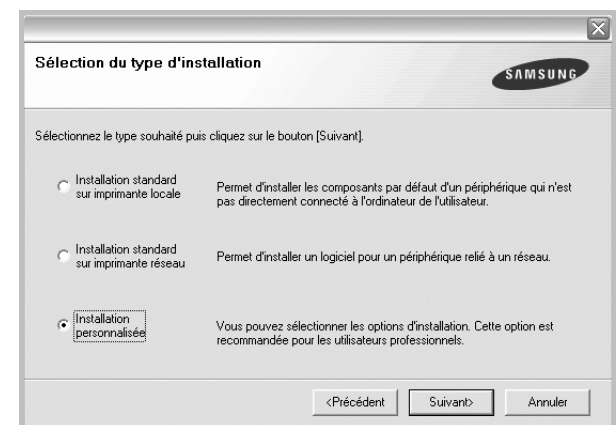 Sélection du type d'installation
SAMSUNG
Sélectionnez le type souhaité puis cliquez sur le bouton [Suivant].
Installation standard
sur imprimante locale
Permet d'installer les composants par défaut d'un périphérique qui n'est
pas directement connecté à l'ordinateur de l'utilisateur.
Installation standard
sur imprimante réseau
Permet d'installer un logiciel pour un périphérique relié à un réseau.
Installation
personnalisée
Vous pouvez sélectionner les options d'installation. Cette option est
recommandée pour les utilisateurs professionnels.
<Précédent
Suivant>
Annuler